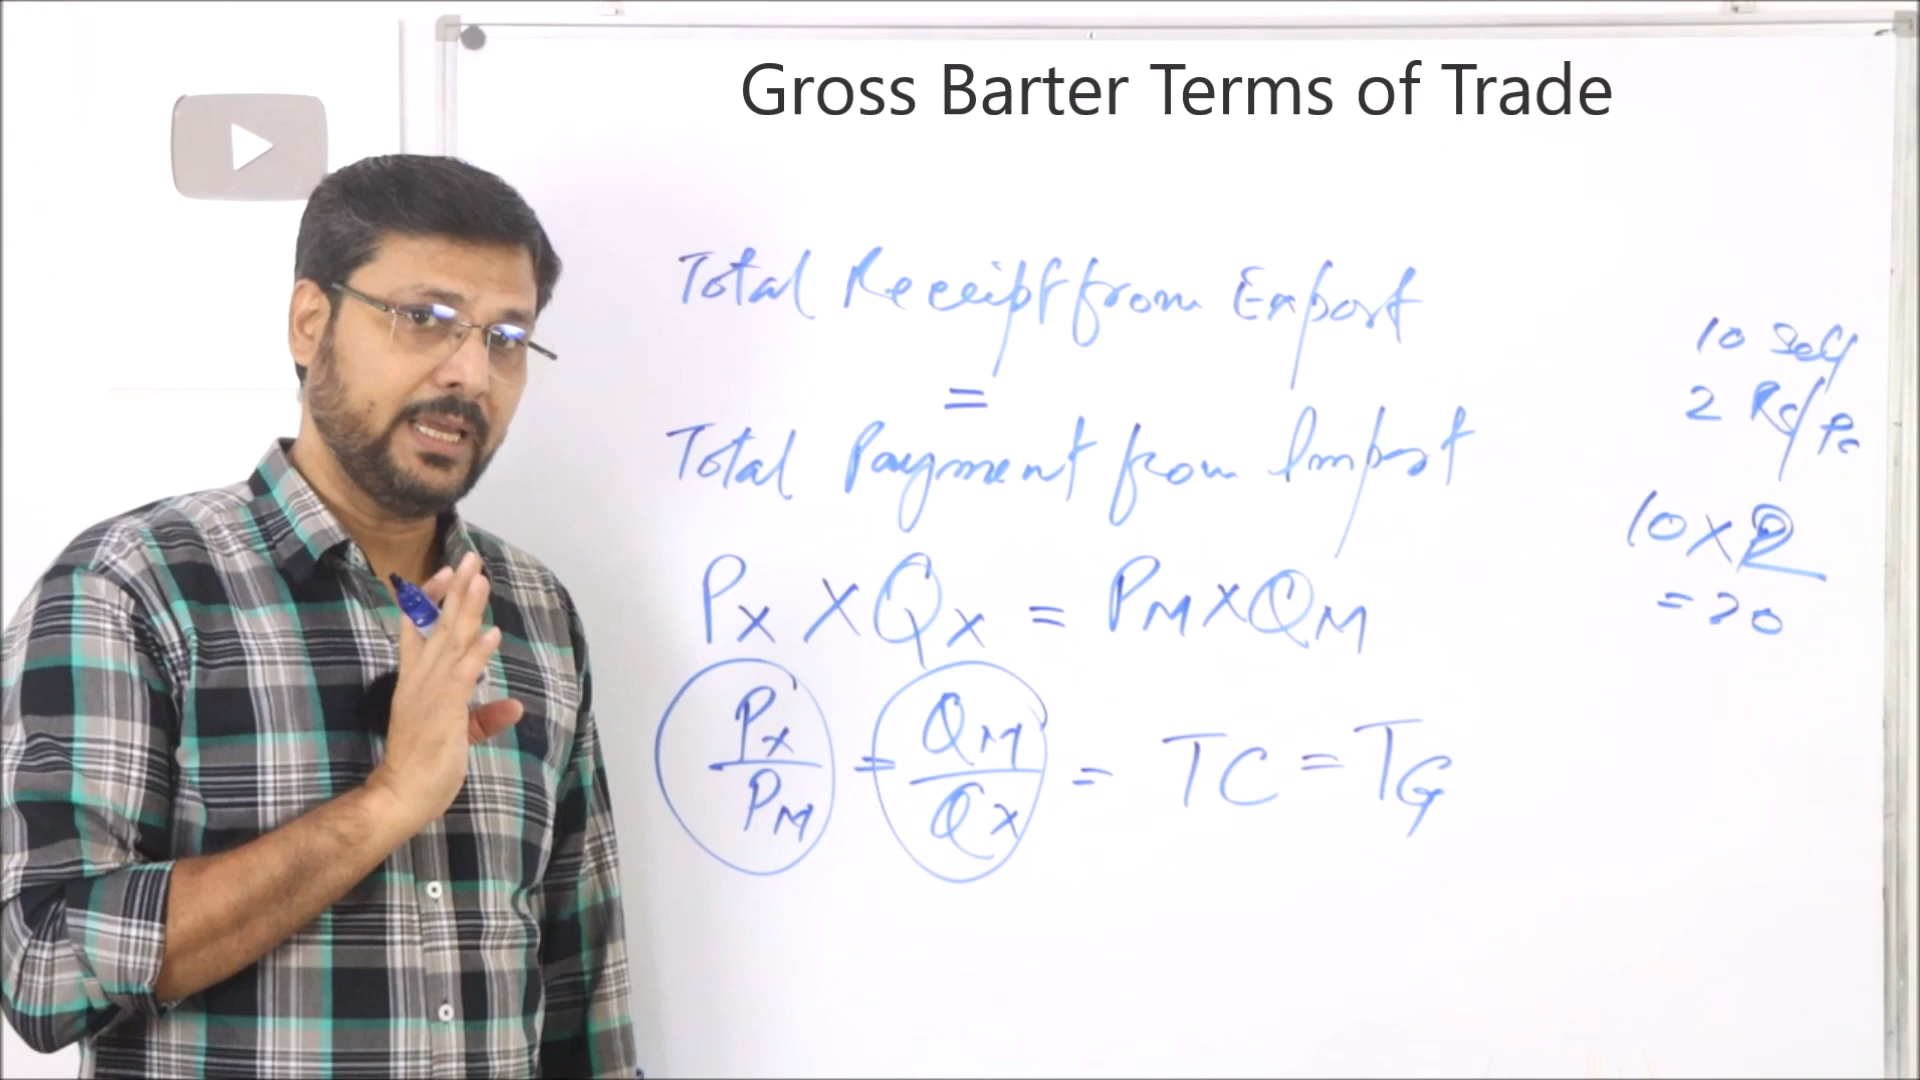 Gross Barter Terms of Trade
Total Receipt from Export
=
Total Payment from Import
Px × Qx = PM × QM
Px/PM = QM/Qx = TC = TG
10 Self
2 Rs/Pc
10 × 2
= 20